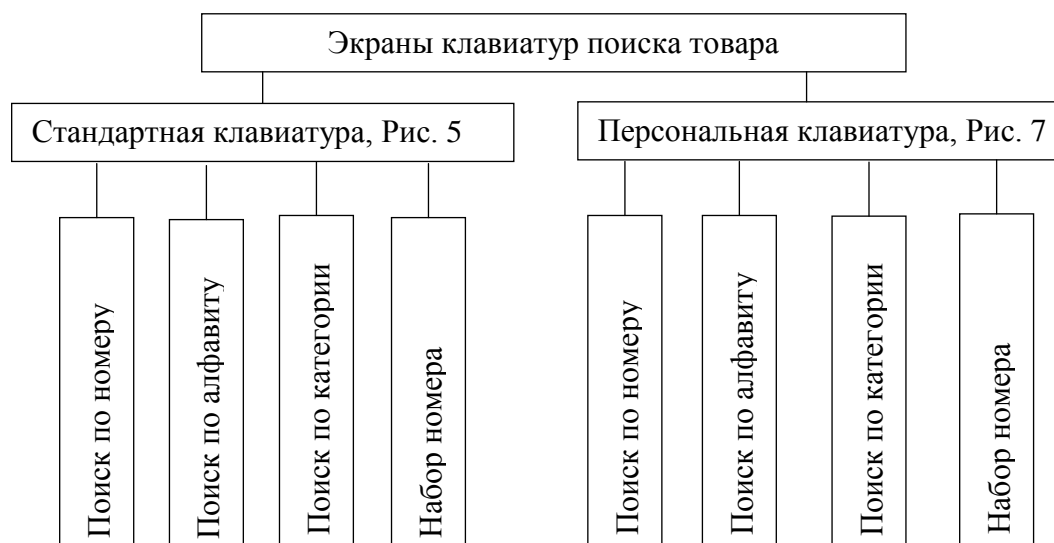 Экраны клавиатур поиска товара
Стандартная клавиатура, Рис. 5
Персональная клавиатура, Рис. 7
Поиск по номеру
Поиск по алфавиту
Поиск по категории
Набор номера
Поиск по номеру
Поиск по алфавиту
Поиск по категории
Набор номера